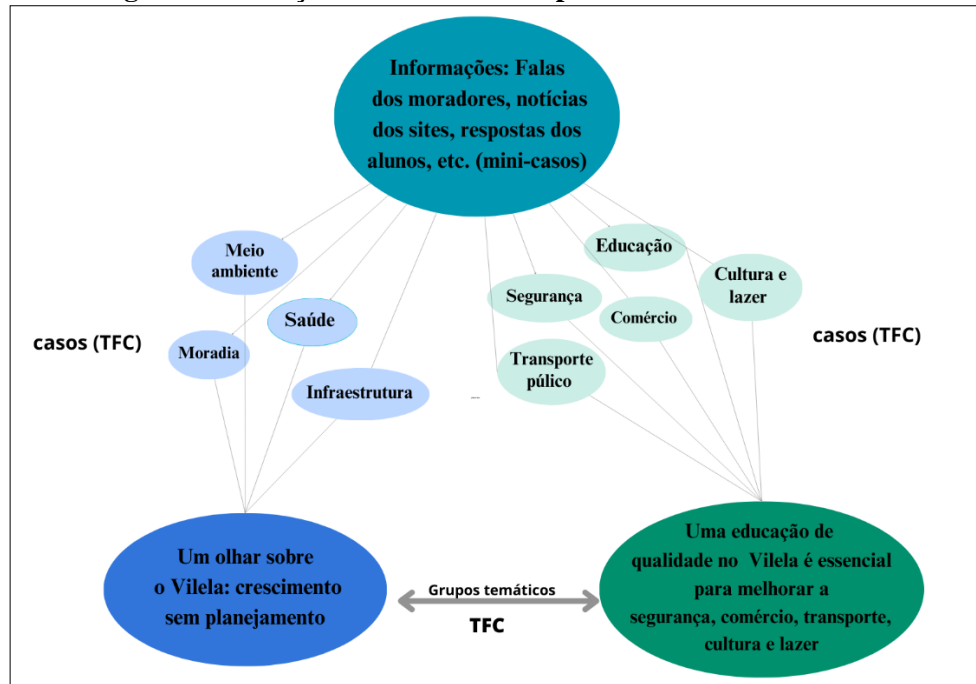 Informações: Falas
dos moradores, notícias
dos sites, respostas dos
alunos, etc. (mini-casos)
Meio
ambiente
Educação
Cultura e
lazer
Segurança
Saúde
Comércio
casos (TFC)
Moradia
casos (TFC)
Transporte
púlico
Infraestrutura
Um olhar sobre
o Vilela: crescimento
sem planejamento
Grupos temáticos
TFC
Uma educação de
qualidade no Vilela é essencial
para melhorar a
segurança, comércio, transporte,
cultura e lazer